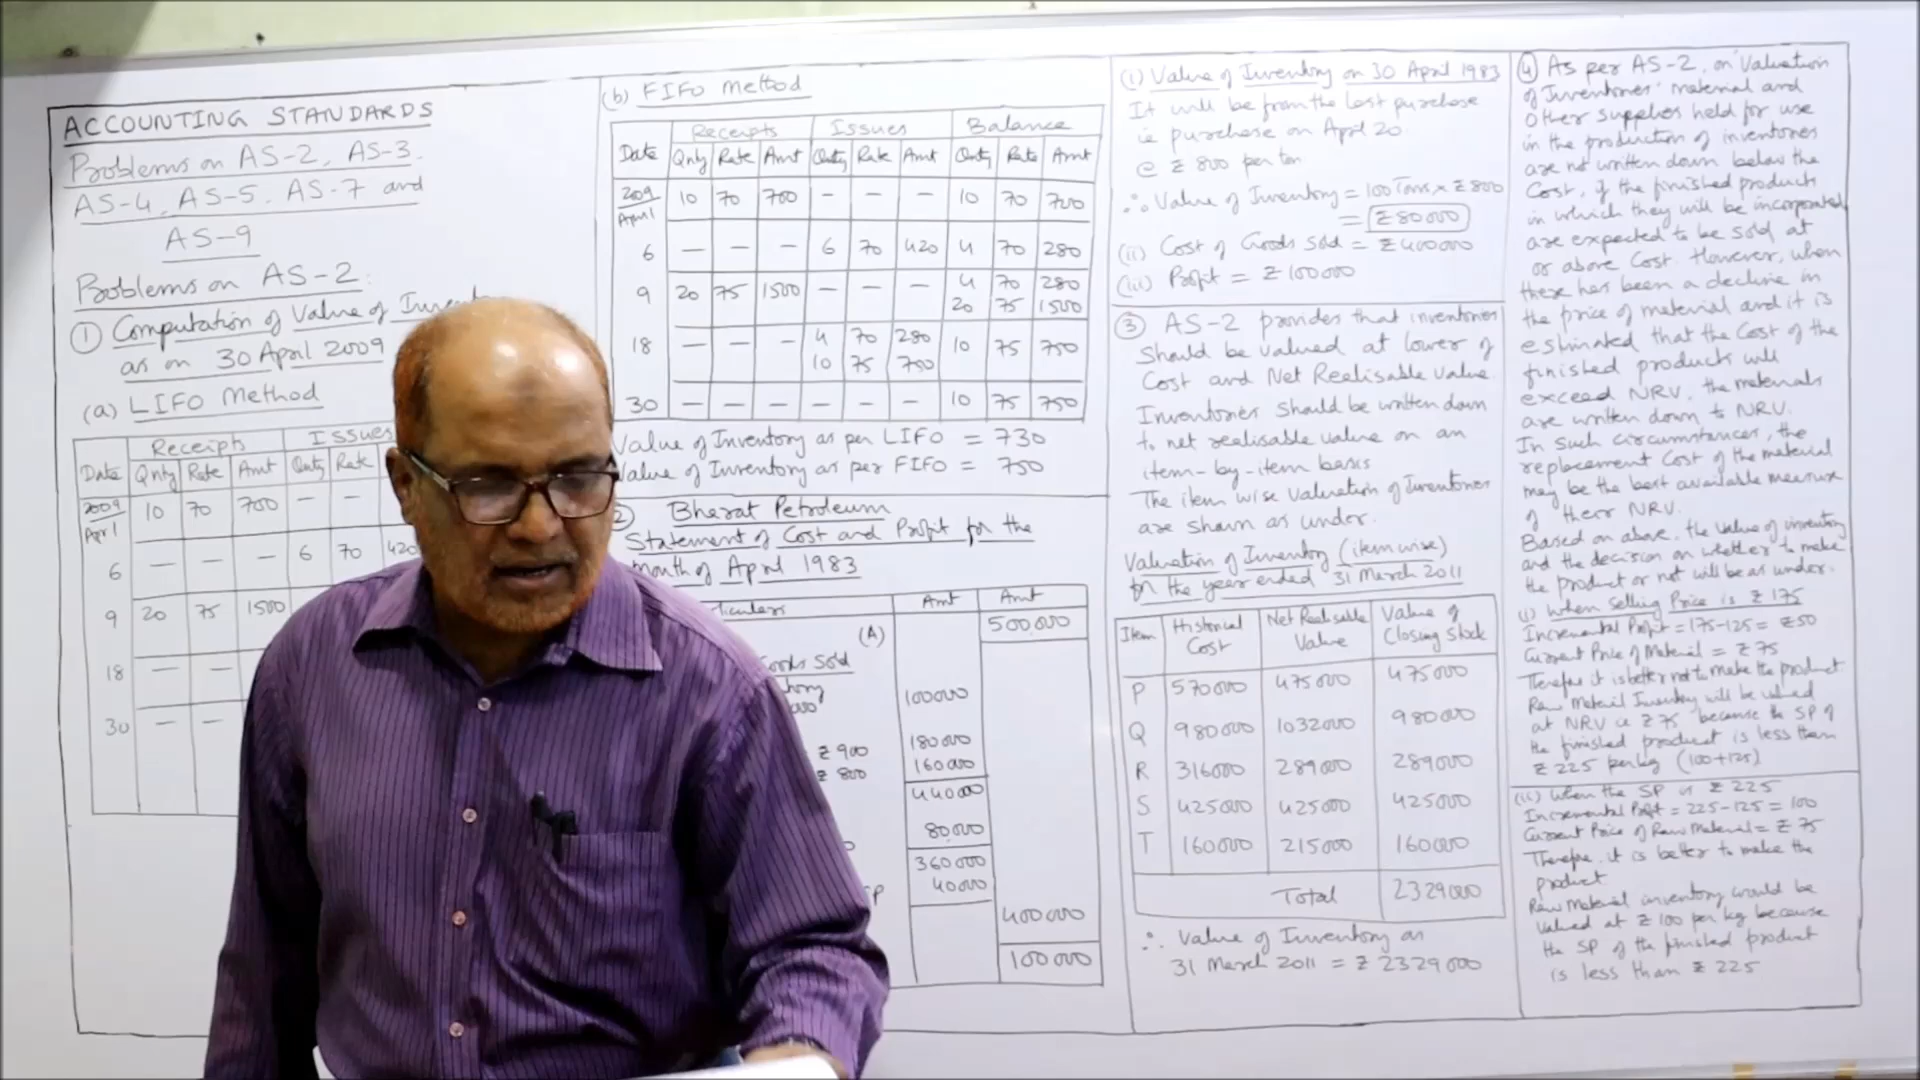 ACCOUNTING STANDARDS
Problems on AS-2, AS-3,
AS-4, AS-5, AS-7 and
AS-9
Problems on AS-2:
① Computation of Value of
as on 30 April 2009
(a) LIFO Method
Receipts Issues
Date Qnty Rate Amt Qnty Rate
2009 April 10 70 700 — —
6 — — — 6 70 420
9 20 75 1500
18 — —
30 — —
(b) FIFO Method
Receipts Issues Balance
Date Qnty Rate Amt Qnty Rate Amt Qnty Rate Amt
2009 April 10 70 700 — — — 10 70 700
6 — — — 6 70 420 4 70 280
9 20 75 1500 — — — 4 70 280
20 75 1500
18 — — — 4 70 280 10 75 750
10 75 750
30 — — — — — — 10 75 750
Value of Inventory as per LIFO = 730
Value of Inventory as per FIFO = 750
② Bharat Petroleum
Statement of Cost and Profit for the
month of April 1983
Amt Amt
(A) 500000
Goods Sold
100000
₹ 900 180000
₹ 800 160000
440000
80000
360000
40000
400000
100000
(i) Value of Inventory on 30 April 1983
It will be from the last purchase
ie purchase on April 20
@ ₹ 800 per ton
∴ Value of Inventory = 100 Tons x ₹ 800
= ₹ 80000
(ii) Cost of Goods Sold = ₹ 400000
(iii) Profit = ₹ 100000
③ AS-2 provides that inventories
should be valued at lower of
Cost and Net Realisable Value.
Inventories should be written down
to net realisable value on an
item-by-item basis
The item wise valuation of Inventories
are shown as under.
Valuation of Inventory (item wise)
for the year ended 31 March 2011
Item Historical Cost Net Realisable Value Value of Closing Stock
P 570000 475000 475000
Q 980000 1032000 980000
R 316000 289000 289000
S 425000 425000 425000
T 160000 215000 160000
Total 2329000
∴ Value of Inventory on
31 March 2011 = ₹ 2329000
④ As per AS-2, on Valuation
of Inventories' material and
other supplies held for use
in the production of inventories
are not written down below the
Cost, if the finished products
in which they will be incorporated
are expected to be sold at
or above Cost. However, when
there has been a decline in
the price of material and it is
estimated that the Cost of the
finished products will
exceed NRV, the materials
are written down to NRV.
In such circumstances, the
replacement Cost of the material
may be the best available measure
of their NRV.
Based on above, the value of inventory
and the decision on whether to make
the product or not will be as under.
(i) When Selling Price is ₹ 175
Incremental Profit = 175-125 = ₹ 50
Current Price of Material = ₹ 75
Therefore it is better not to make the product
Raw Material Inventory will be valued
at NRV ie ₹ 75 because the SP of
the finished product is less than
₹ 225 per kg (100+125)
(ii) When the SP is ₹ 225
Incremental Profit = 225-125 = 100
Current Price of Raw Material = ₹ 75
Therefore, it is better to make the
product
Raw Material inventory would be
valued at ₹ 100 per kg because
the SP of the finished product
is less than ₹ 225